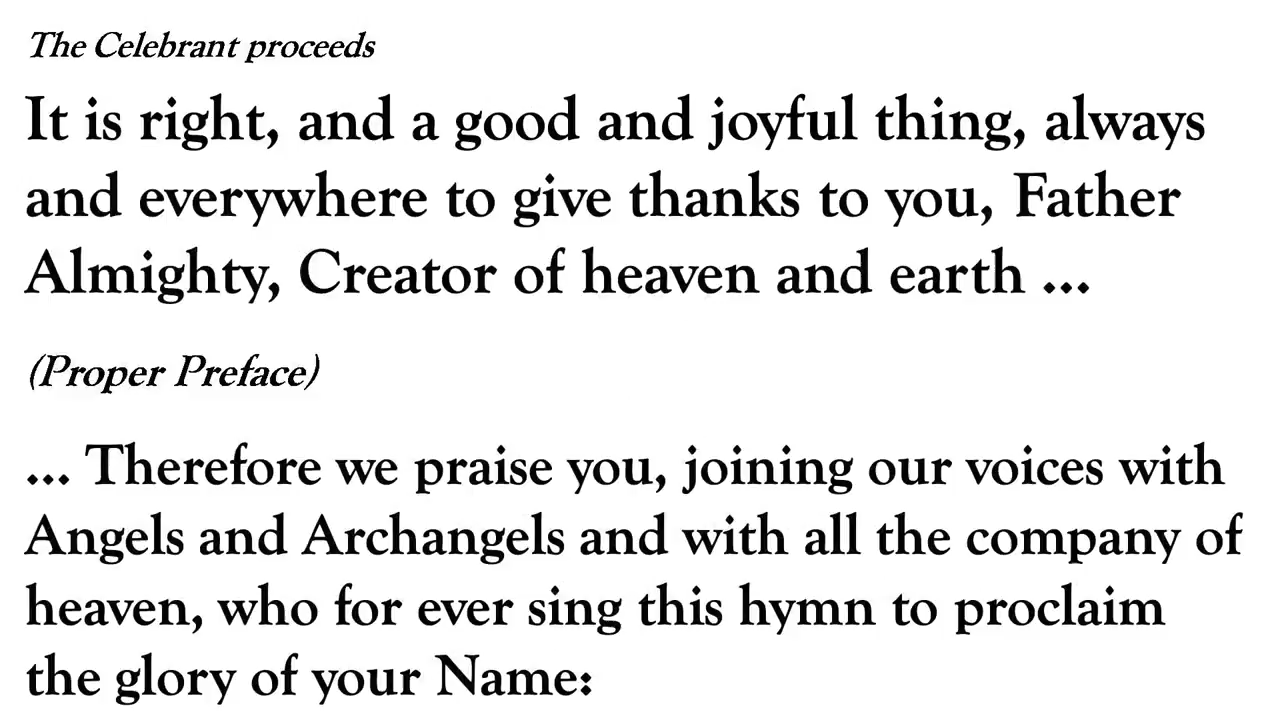 The Celebrant proceeds
It is right, and a good and joyful thing, always
and everywhere to give thanks to you, Father
Almighty, Creator of heaven and earth ...
(Proper Preface)
... Therefore we praise you, joining our voices with
Angels and Archangels and with all the company of
heaven, who for ever sing this hymn to proclaim
the glory of your Name: